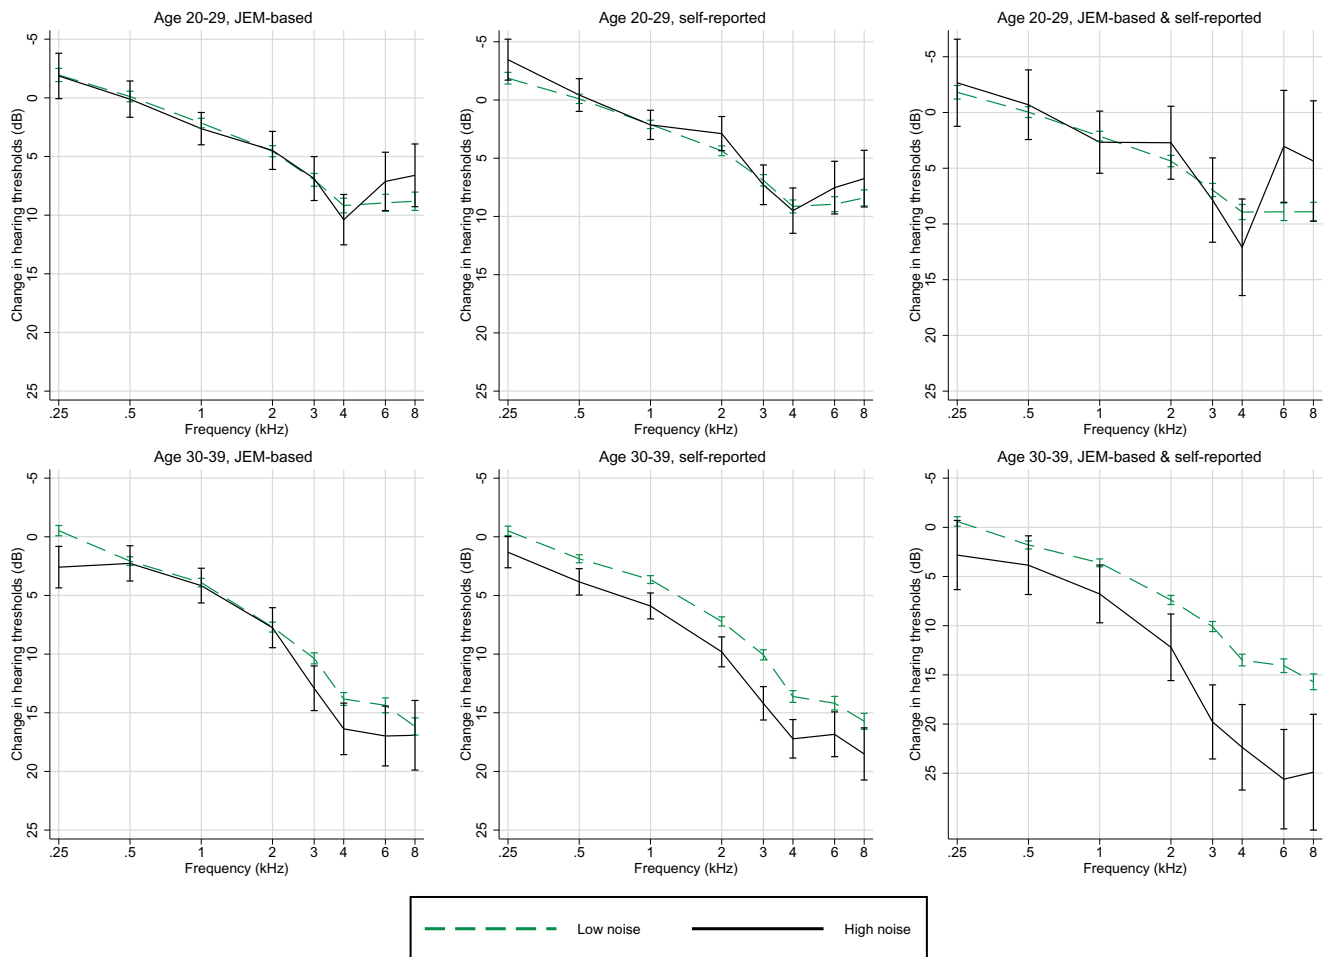 Age 20-29, JEM-based
Change in hearing thresholds (dB)
-5
0
5
10
15
20
25
.25 .5 1 2 3 4 6 8
Frequency (kHz)
Age 20-29, self-reported
Change in hearing thresholds (dB)
-5
0
5
10
15
20
25
.25 .5 1 2 3 4 6 8
Frequency (kHz)
Age 20-29, JEM-based & self-reported
Change in hearing thresholds (dB)
-5
0
5
10
15
20
25
.25 .5 1 2 3 4 6 8
Frequency (kHz)
Age 30-39, JEM-based
Change in hearing thresholds (dB)
-5
0
5
10
15
20
25
.25 .5 1 2 3 4 6 8
Frequency (kHz)
Age 30-39, self-reported
Change in hearing thresholds (dB)
-5
0
5
10
15
20
25
.25 .5 1 2 3 4 6 8
Frequency (kHz)
Age 30-39, JEM-based & self-reported
Change in hearing thresholds (dB)
-5
0
5
10
15
20
25
.25 .5 1 2 3 4 6 8
Frequency (kHz)
Low noise High noise